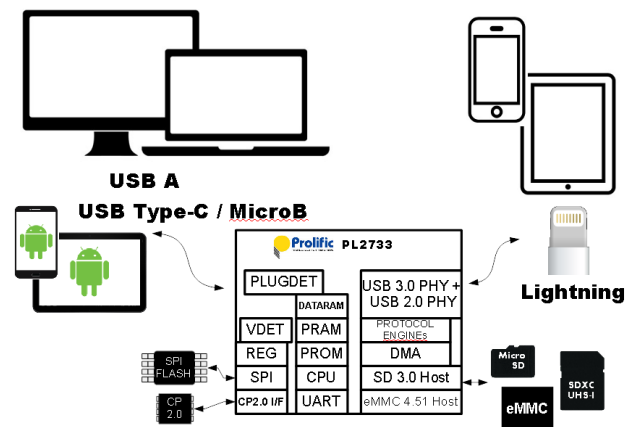 USB A
USB Type-C / MicroB
Lightning
Prolific PL2733
PLUGDET
DATARAM
VDET
PRAM
REG
PROM
SPI
CPU
CP2.0 I/F
UART
USB 3.0 PHY +
USB 2.0 PHY
PROTOCOL
ENGINEs
DMA
SD 3.0 Host
eMMC 4.51 Host
SPI
FLASH
CP
2.0
Micro
SD
eMMC
SDXC
UHS-I